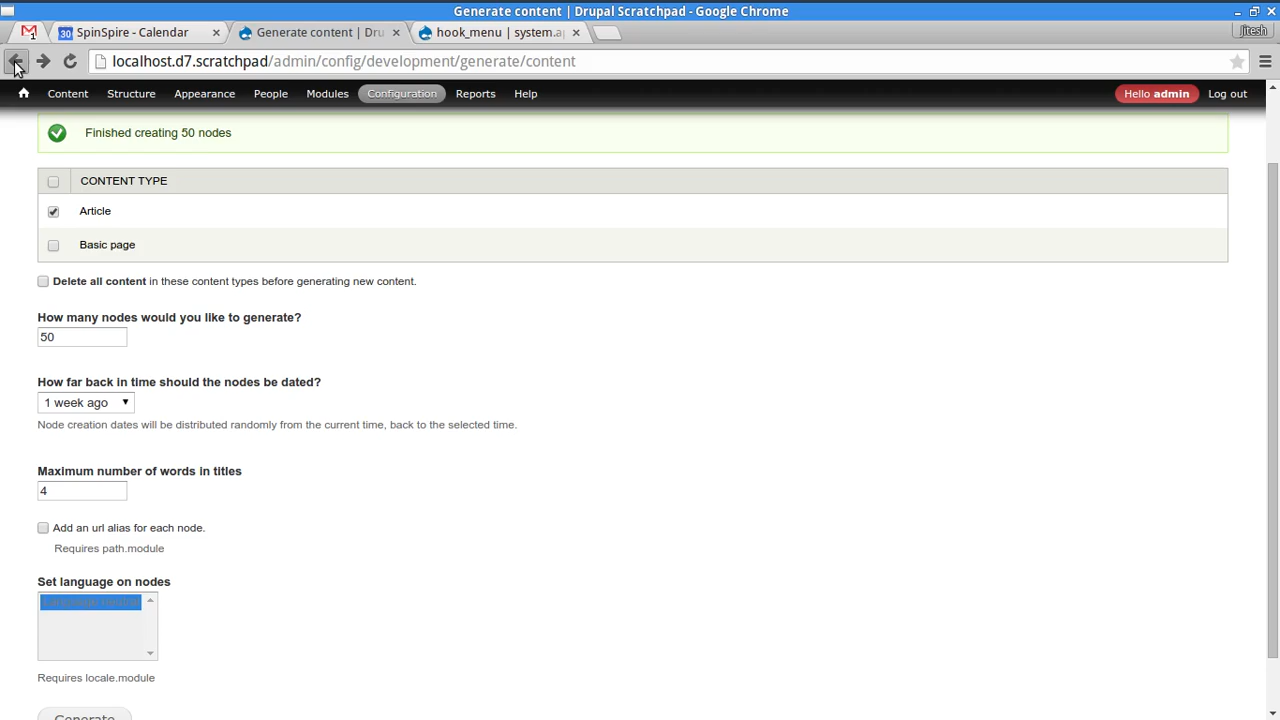 Generate content | Drupal Scratchpad - Google Chrome
1
30 SpinSpire - Calendar
Generate content | Dru
hook_menu | system.a
Jitesh
localhost.d7.scratchpad/admin/config/development/generate/content
Content Structure Appearance People Modules Configuration Reports Help Hello admin Log out
Finished creating 50 nodes
CONTENT TYPE
Article
Basic page
Delete all content in these content types before generating new content.
How many nodes would you like to generate?
50
How far back in time should the nodes be dated?
1 week ago
Node creation dates will be distributed randomly from the current time, back to the selected time.
Maximum number of words in titles
4
Add an url alias for each node.
Requires path.module
Set language on nodes
Requires locale.module
Generate